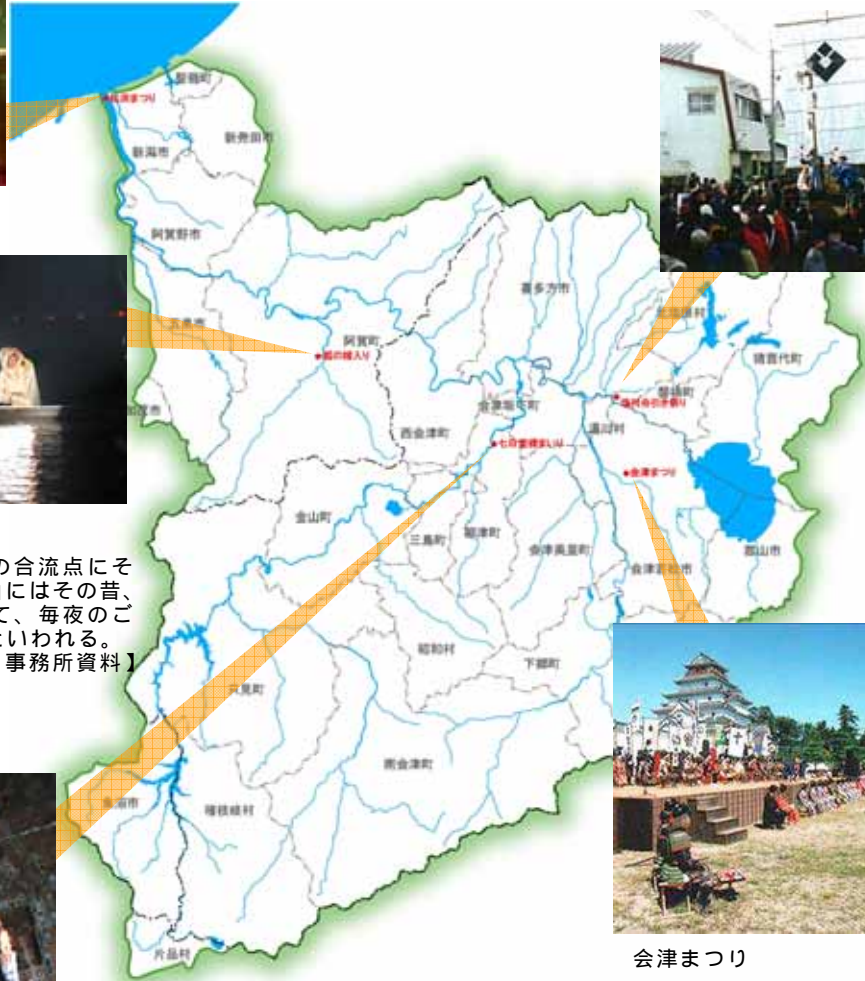 聖籠町
松浜まつり
新発田市
新潟市
阿賀野市
五泉市
阿賀町
狐の嫁入り
喜多方市
北塩原村
猪苗代町
磐梯町
会津坂下町
湯川村
西会津町
七日堂裸まいり
会津まつり
金山町
三島町
柳津町
会津美里町
会津若松市
郡山市
の合流点にそ
にはその昔、
て、毎夜のご
といわれる。
事務所資料】
昭和村
下郷町
只見町
南会津町
魚沼市
檜枝岐村
片品村
会津まつり